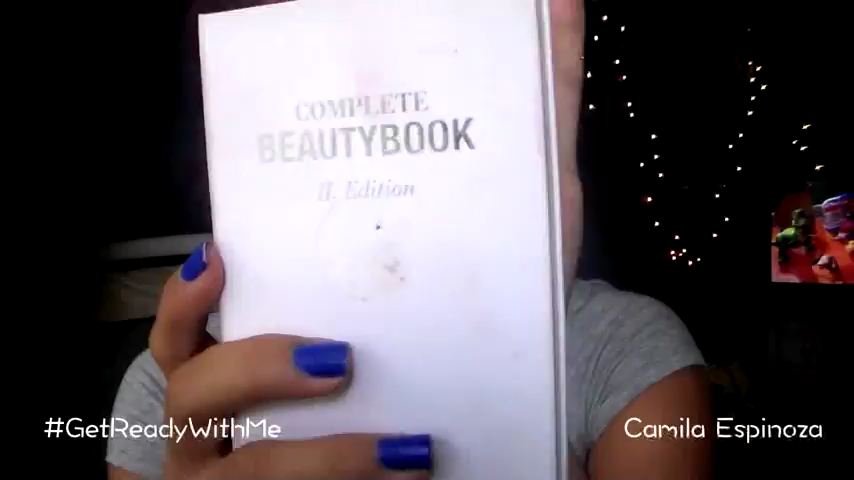 COMPLETE
BEAUTYBOOK
II. Edition
#GetReadyWithMe
Camila Espinoza